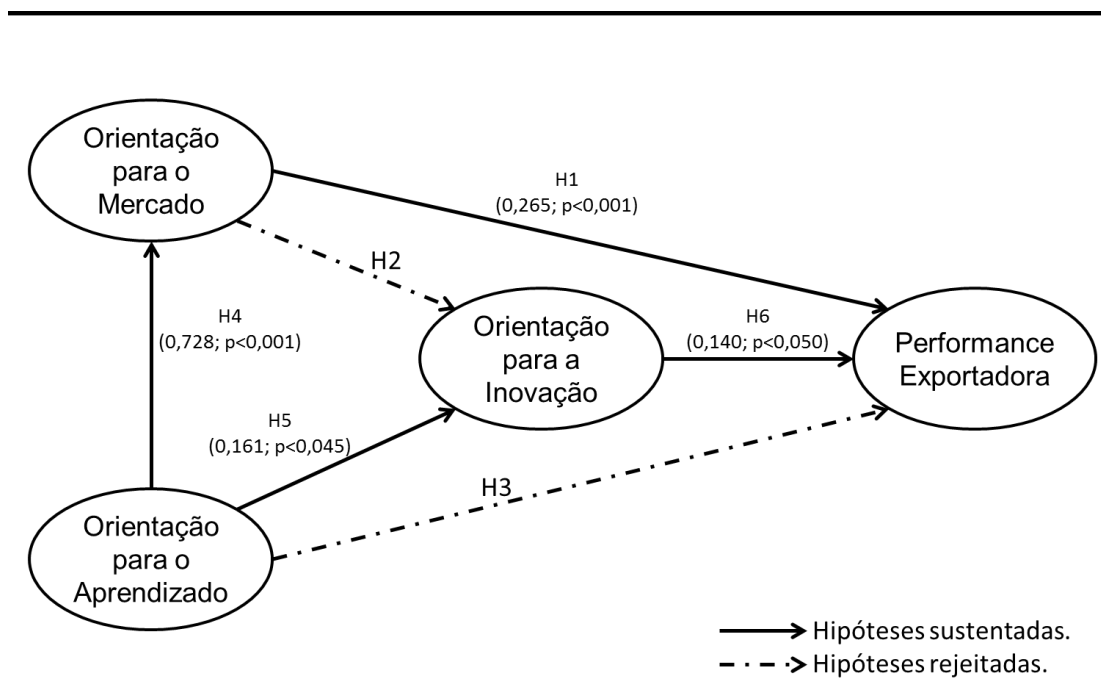 Orientação
para o
Mercado
H1
(0,265; p<0,001)
H2
H4
(0,728; p<0,001)
Orientação
para a
Inovação
H6
(0,140; p<0,050)
Performance
Exportadora
H5
(0,161; p<0,045)
H3
Orientação
para o
Aprendizado
Hipóteses sustentadas.
Hipóteses rejeitadas.